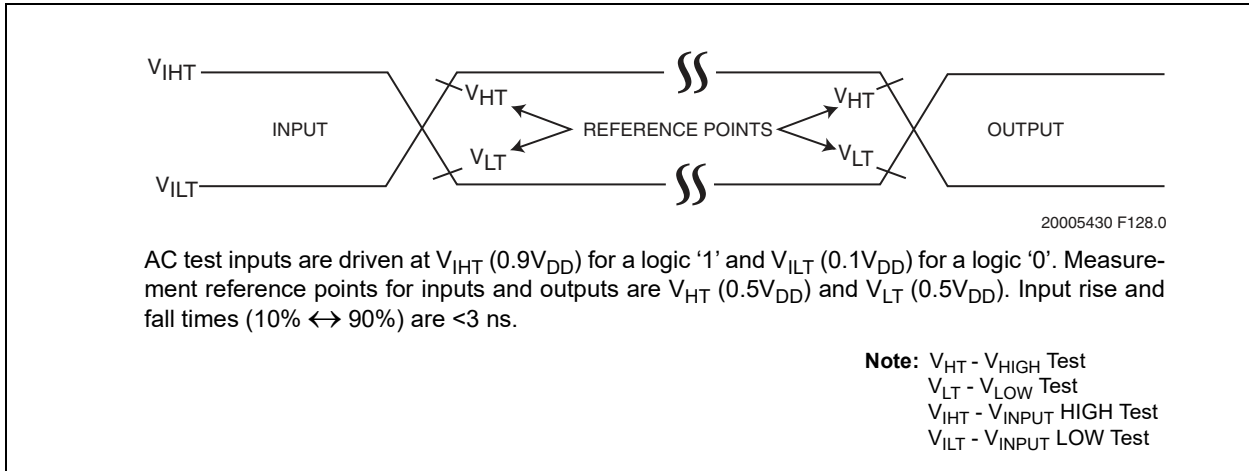 VIHT
VHT
VHT
INPUT
REFERENCE POINTS
OUTPUT
VLT
VLT
VILT
20005430 F128.0
AC test inputs are driven at VIHT (0.9VDD) for a logic ‘1’ and VILT (0.1VDD) for a logic ‘0’. Measure-
ment reference points for inputs and outputs are VHT (0.5VDD) and VLT (0.5VDD). Input rise and
fall times (10% ↔ 90%) are <3 ns.
Note: VHT - VHIGH Test
VLT - VLOW Test
VIHT - VINPUT HIGH Test
VILT - VINPUT LOW Test